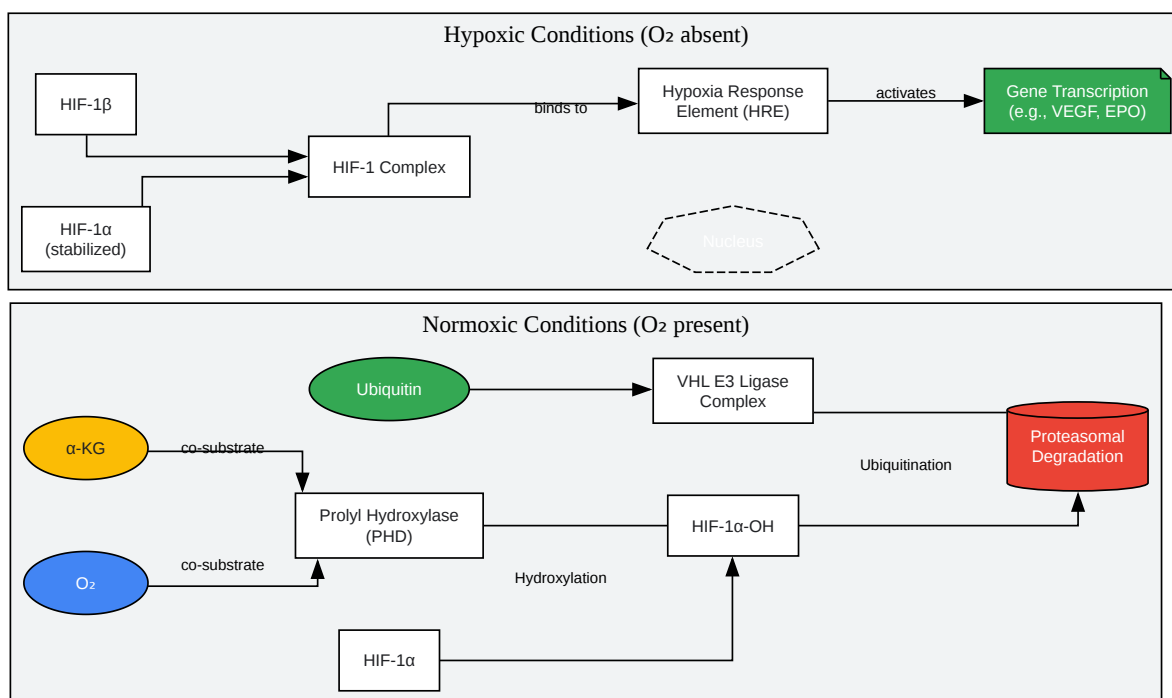 Hypoxic Conditions (O₂ absent)
HIF-1β
HIF-1α
(stabilized)
HIF-1 Complex
binds to
Hypoxia Response
Element (HRE)
activates
Gene Transcription
(e.g., VEGF, EPO)
Nucleus
Normoxic Conditions (O₂ present)
Ubiquitin
VHL E3 Ligase
Complex
α-KG
co-substrate
Proteasomal
Degradation
Ubiquitination
Prolyl Hydroxylase
(PHD)
HIF-1α-OH
O₂
co-substrate
Hydroxylation
HIF-1α